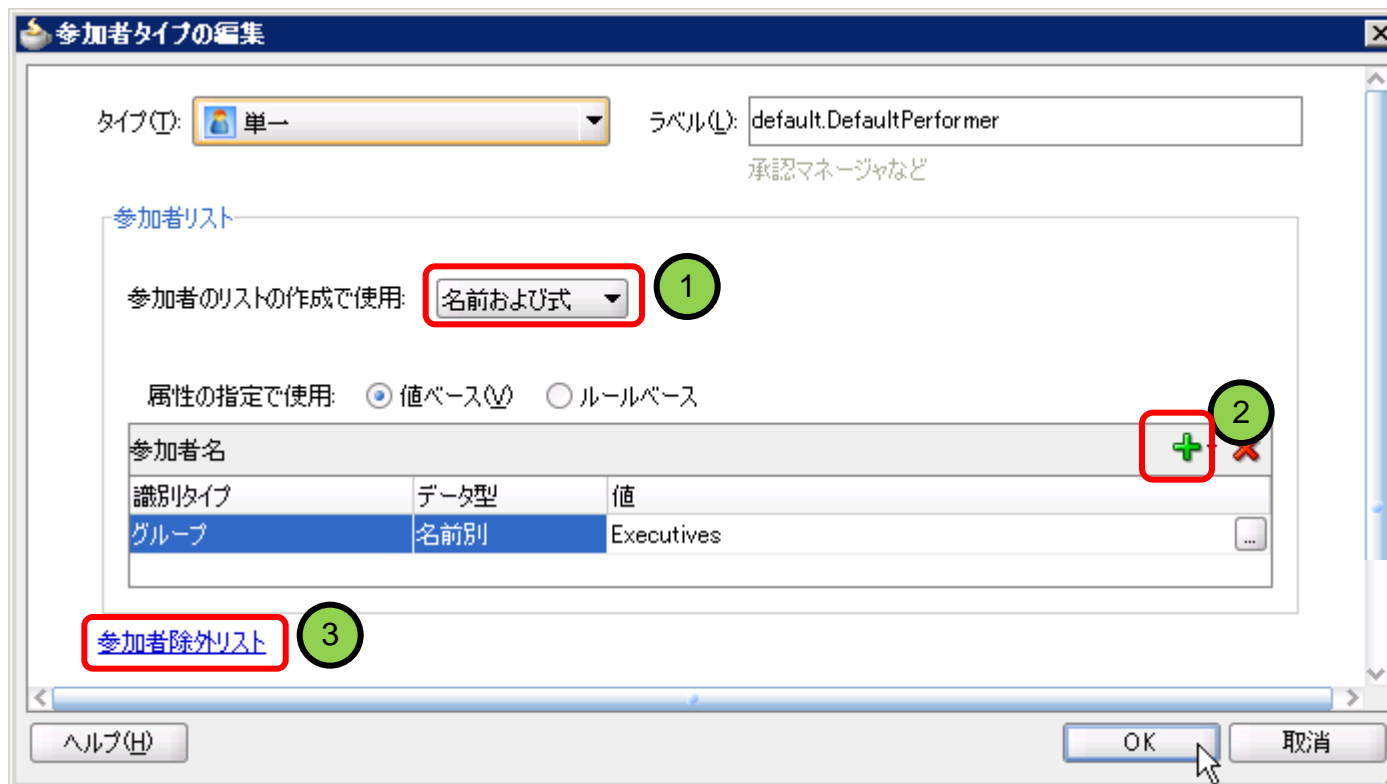 参加者タイプの編集
タイプ(T): 単一 ラベル(L): default.DefaultPerformer
承認マネージャなど
参加者リスト
参加者のリストの作成で使用: 名前および式 1
属性の指定で使用: 値ベース(V) ルールベース
2
参加者名
識別タイプ データ型 値
グループ 名前別 Executives ...
参加者除外リスト 3
ヘルプ(H) OK 取消